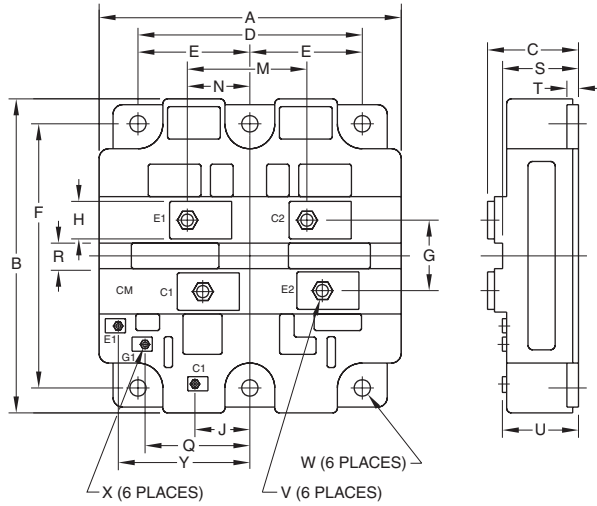 A
D
E E
M
N
C
S
T
F
B
H
R
E1
C2
G
CM
C1
E2
E1
G1
C1
J
Q
Y
U
W (6 PLACES)
X (6 PLACES)
V (6 PLACES)